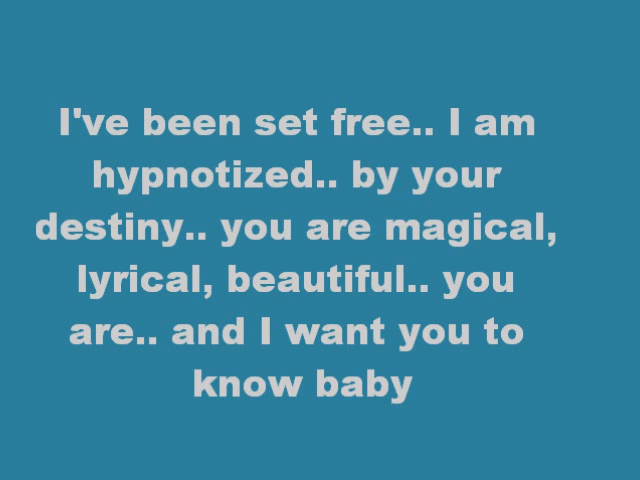 I've been set free.. I am
hypnotized.. by your
destiny.. you are magical,
lyrical, beautiful.. you
are.. and I want you to
know baby